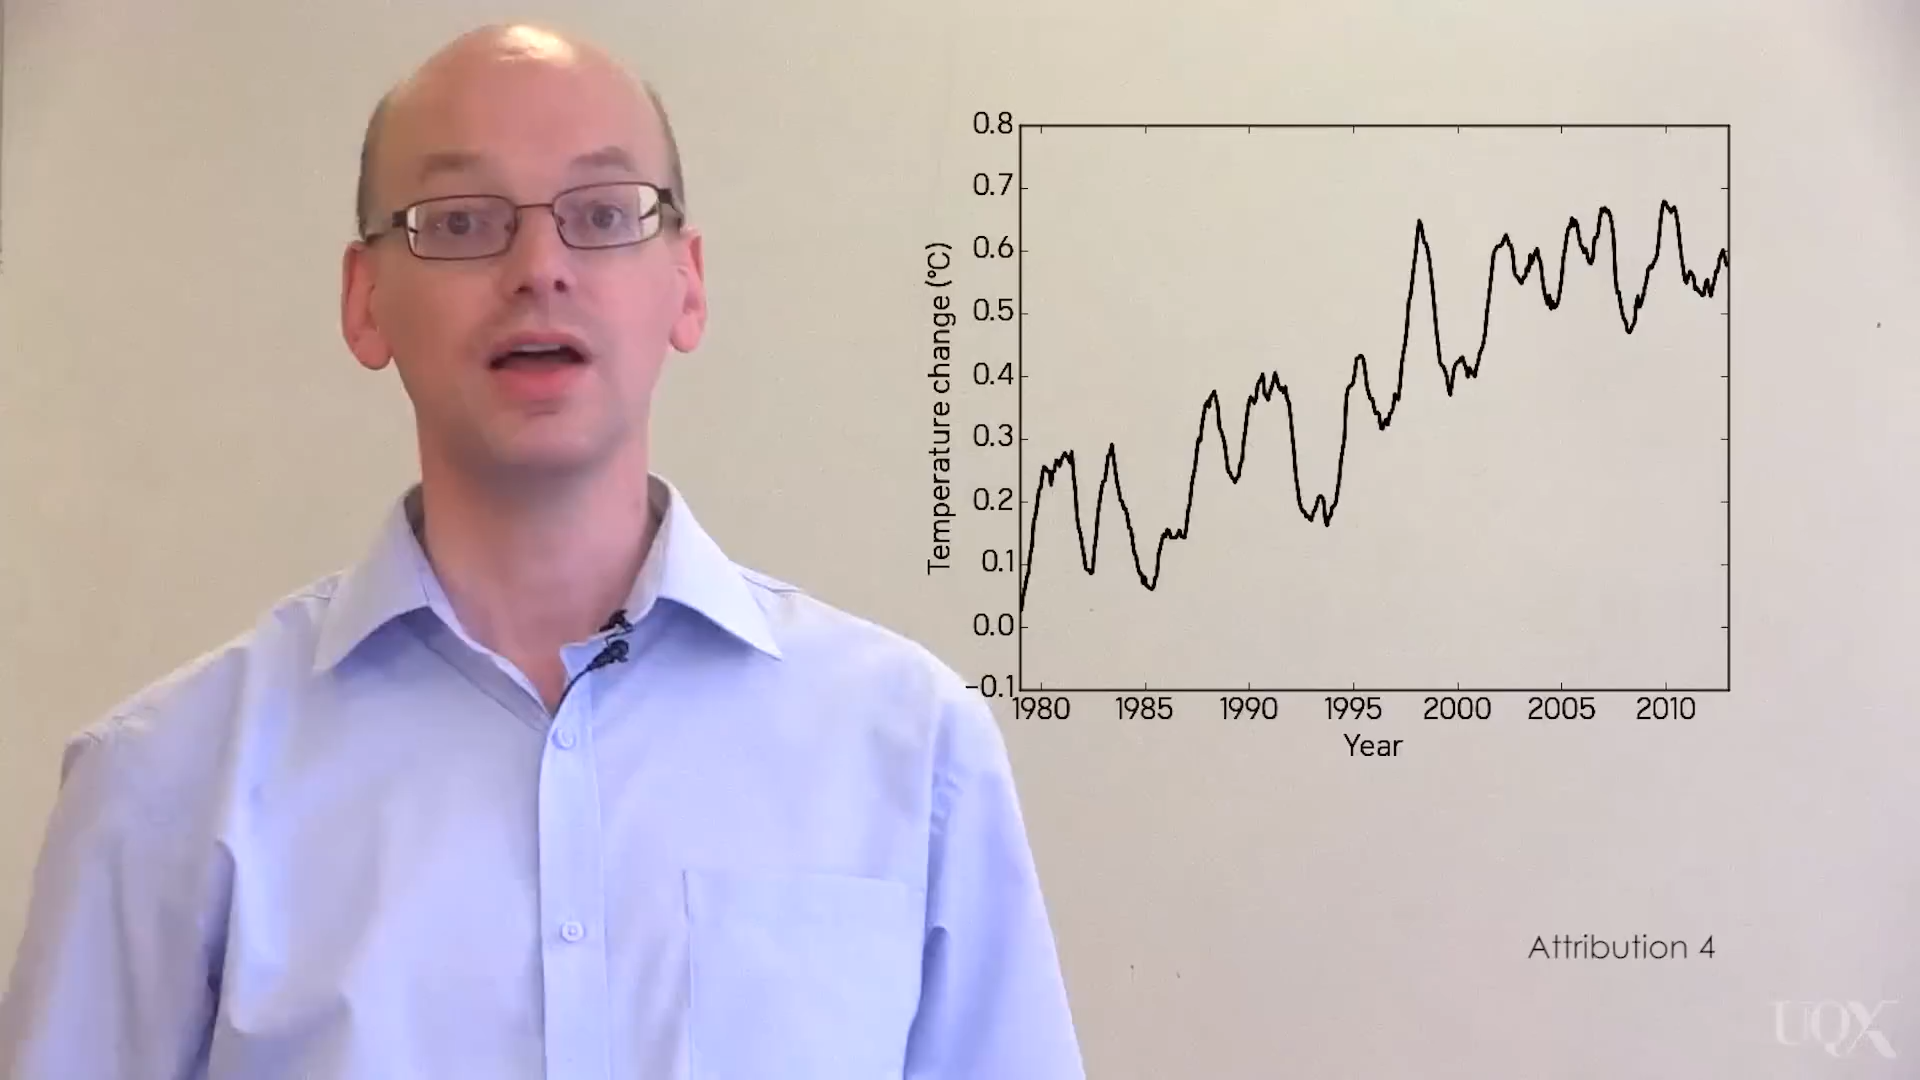 0.8
0.7
0.6
0.5
0.4
0.3
0.2
0.1
0.0
−0.1
Temperature change (°C)
1980 1985 1990 1995 2000 2005 2010
Year
Attribution 4
UQX